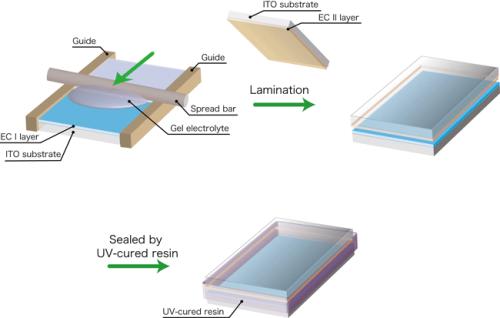 ITO substrate
EC II layer
Guide
Guide
Spread bar
Gel electrolyte
EC I layer
ITO substrate
Lamination
Sealed by
UV-cured resin
UV-cured resin